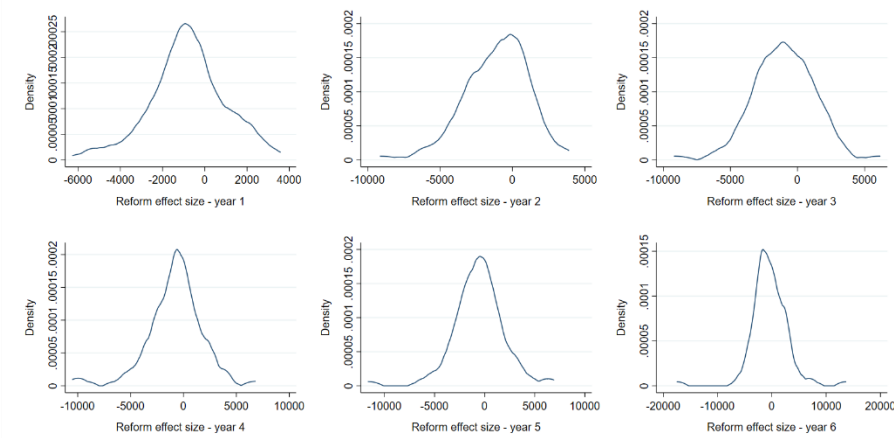 Density
0 .00005 .0001 .00015 .0002 .00025
-6000 -4000 -2000 0 2000 4000
Reform effect size - year 1
Density
0 .00005 .0001 .00015 .0002
-10000 -5000 0 5000
Reform effect size - year 2
Density
0 .00005 .0001 .00015 .0002
-10000 -5000 0 5000
Reform effect size - year 3
Density
0 .00005 .0001 .00015 .0002
-10000 -5000 0 5000 10000
Reform effect size - year 4
Density
0 .00005 .0001 .00015 .0002
-10000 -5000 0 5000 10000
Reform effect size - year 5
Density
0 .00005 .0001 .00015
-20000 -10000 0 10000 20000
Reform effect size - year 6